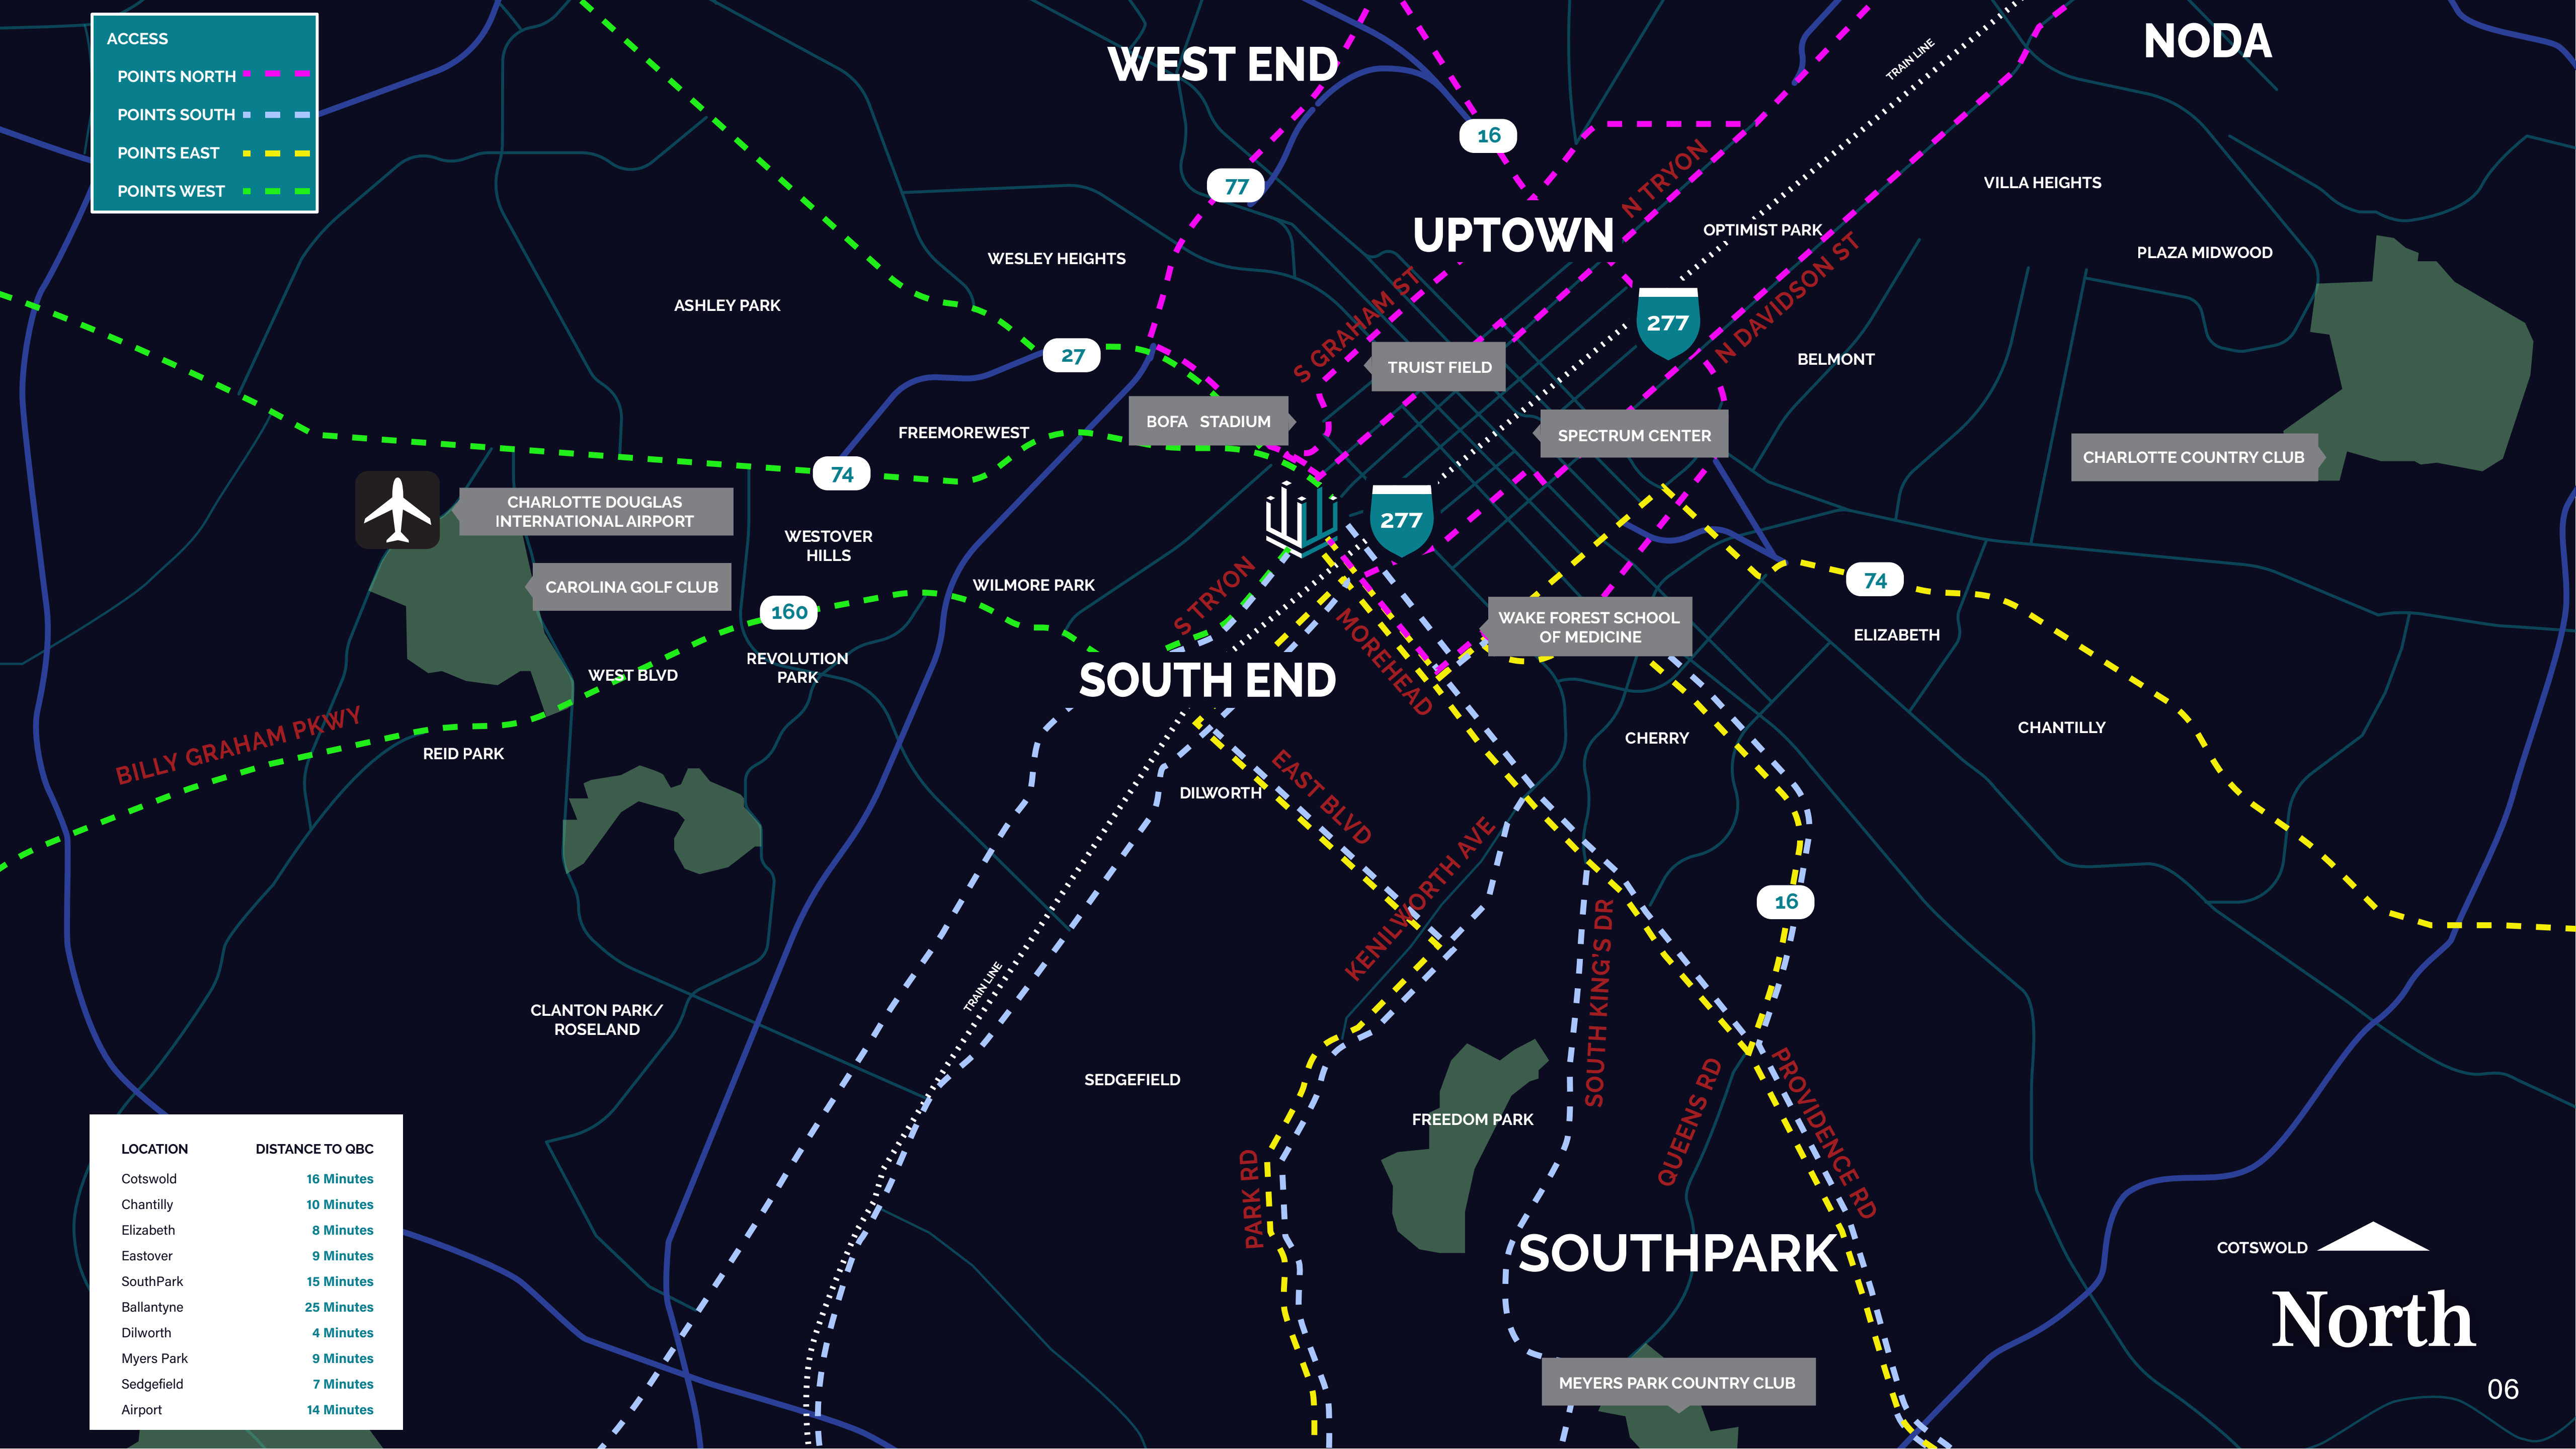 ACCESS
POINTS NORTH
POINTS SOUTH
POINTS EAST
POINTS WEST
WEST END
NODA
TRAIN LINE
16
77
N TRYON
VILLA HEIGHTS
UPTOWN
OPTIMIST PARK
WESLEY HEIGHTS
PLAZA MIDWOOD
ASHLEY PARK
S GRAHAM ST
N DAVIDSON ST
277
27
TRUIST FIELD
BELMONT
BOFA STADIUM
FREEMOREWEST
SPECTRUM CENTER
CHARLOTTE COUNTRY CLUB
74
CHARLOTTE DOUGLAS
INTERNATIONAL AIRPORT
277
WESTOVER
HILLS
CAROLINA GOLF CLUB
WILMORE PARK
74
160
S TRYON
MOREHEAD
WAKE FOREST SCHOOL
OF MEDICINE
ELIZABETH
REVOLUTION
PARK
WEST BLVD
SOUTH END
BILLY GRAHAM PKWY
REID PARK
CHERRY
CHANTILLY
DILWORTH
EAST BLVD
KENILWORTH AVE
16
SOUTH KING'S DR
TRAIN LINE
CLANTON PARK/
ROSELAND
SEDGEFIELD
FREEDOM PARK
QUEENS RD
PROVIDENCE RD
PARK RD
SOUTHPARK
COTSWOLD
North
MEYERS PARK COUNTRY CLUB
06
LOCATION DISTANCE TO QBC
Cotswold 16 Minutes
Chantilly 10 Minutes
Elizabeth 8 Minutes
Eastover 9 Minutes
SouthPark 15 Minutes
Ballantyne 25 Minutes
Dilworth 4 Minutes
Myers Park 9 Minutes
Sedgefield 7 Minutes
Airport 14 Minutes